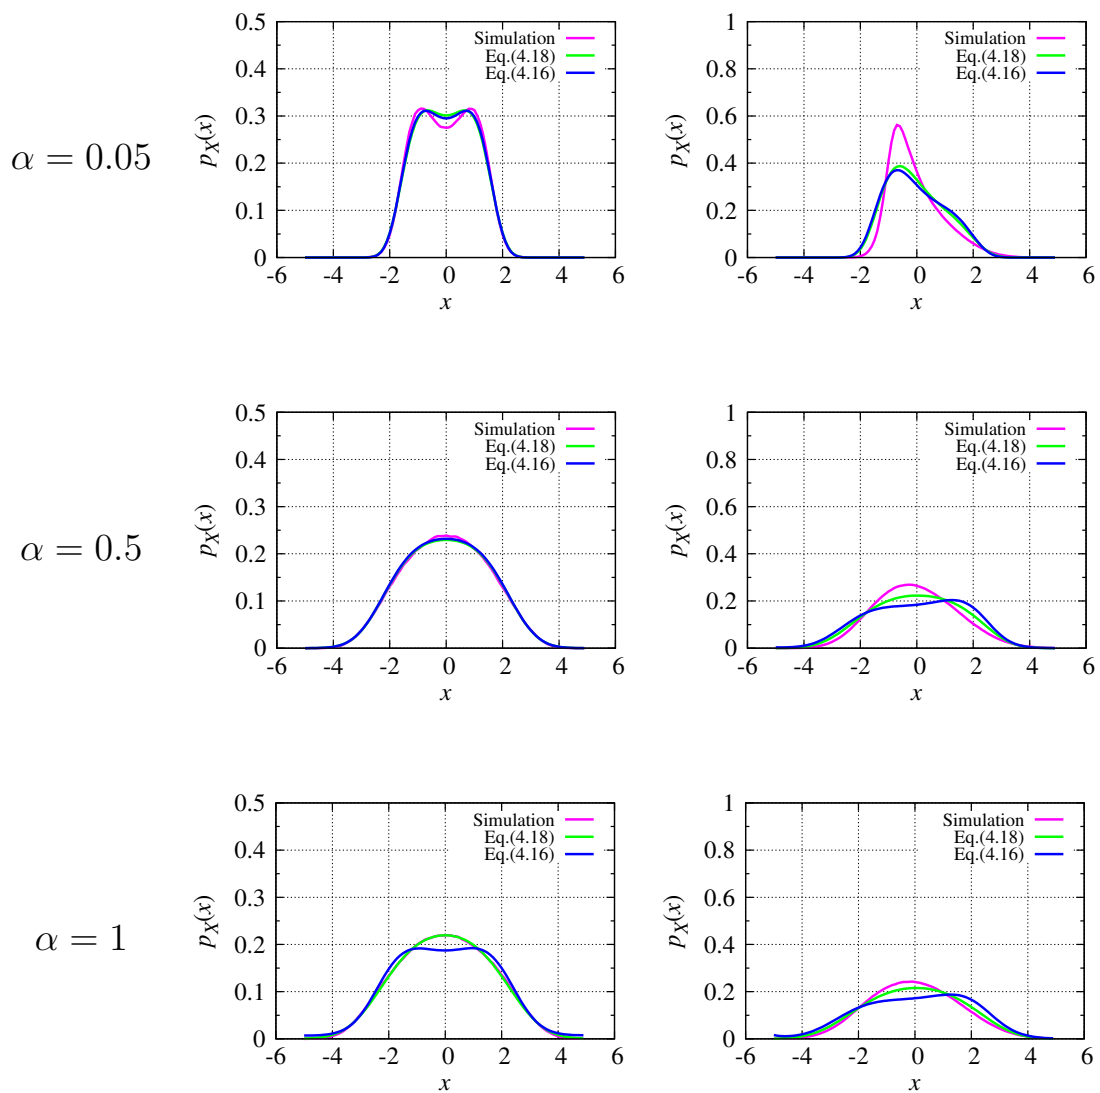 α = 0.05
0.5
0.4
0.3
0.2
0.1
0
-6 -4 -2 0 2 4 6
x
p_X(x)
Simulation
Eq.(4.18)
Eq.(4.16)
1
0.8
0.6
0.4
0.2
0
-6 -4 -2 0 2 4 6
x
p_X(x)
Simulation
Eq.(4.18)
Eq.(4.16)
α = 0.5
0.5
0.4
0.3
0.2
0.1
0
-6 -4 -2 0 2 4 6
x
p_X(x)
Simulation
Eq.(4.18)
Eq.(4.16)
1
0.8
0.6
0.4
0.2
0
-6 -4 -2 0 2 4 6
x
p_X(x)
Simulation
Eq.(4.18)
Eq.(4.16)
α = 1
0.5
0.4
0.3
0.2
0.1
0
-6 -4 -2 0 2 4 6
x
p_X(x)
Simulation
Eq.(4.18)
Eq.(4.16)
1
0.8
0.6
0.4
0.2
0
-6 -4 -2 0 2 4 6
x
p_X(x)
Simulation
Eq.(4.18)
Eq.(4.16)